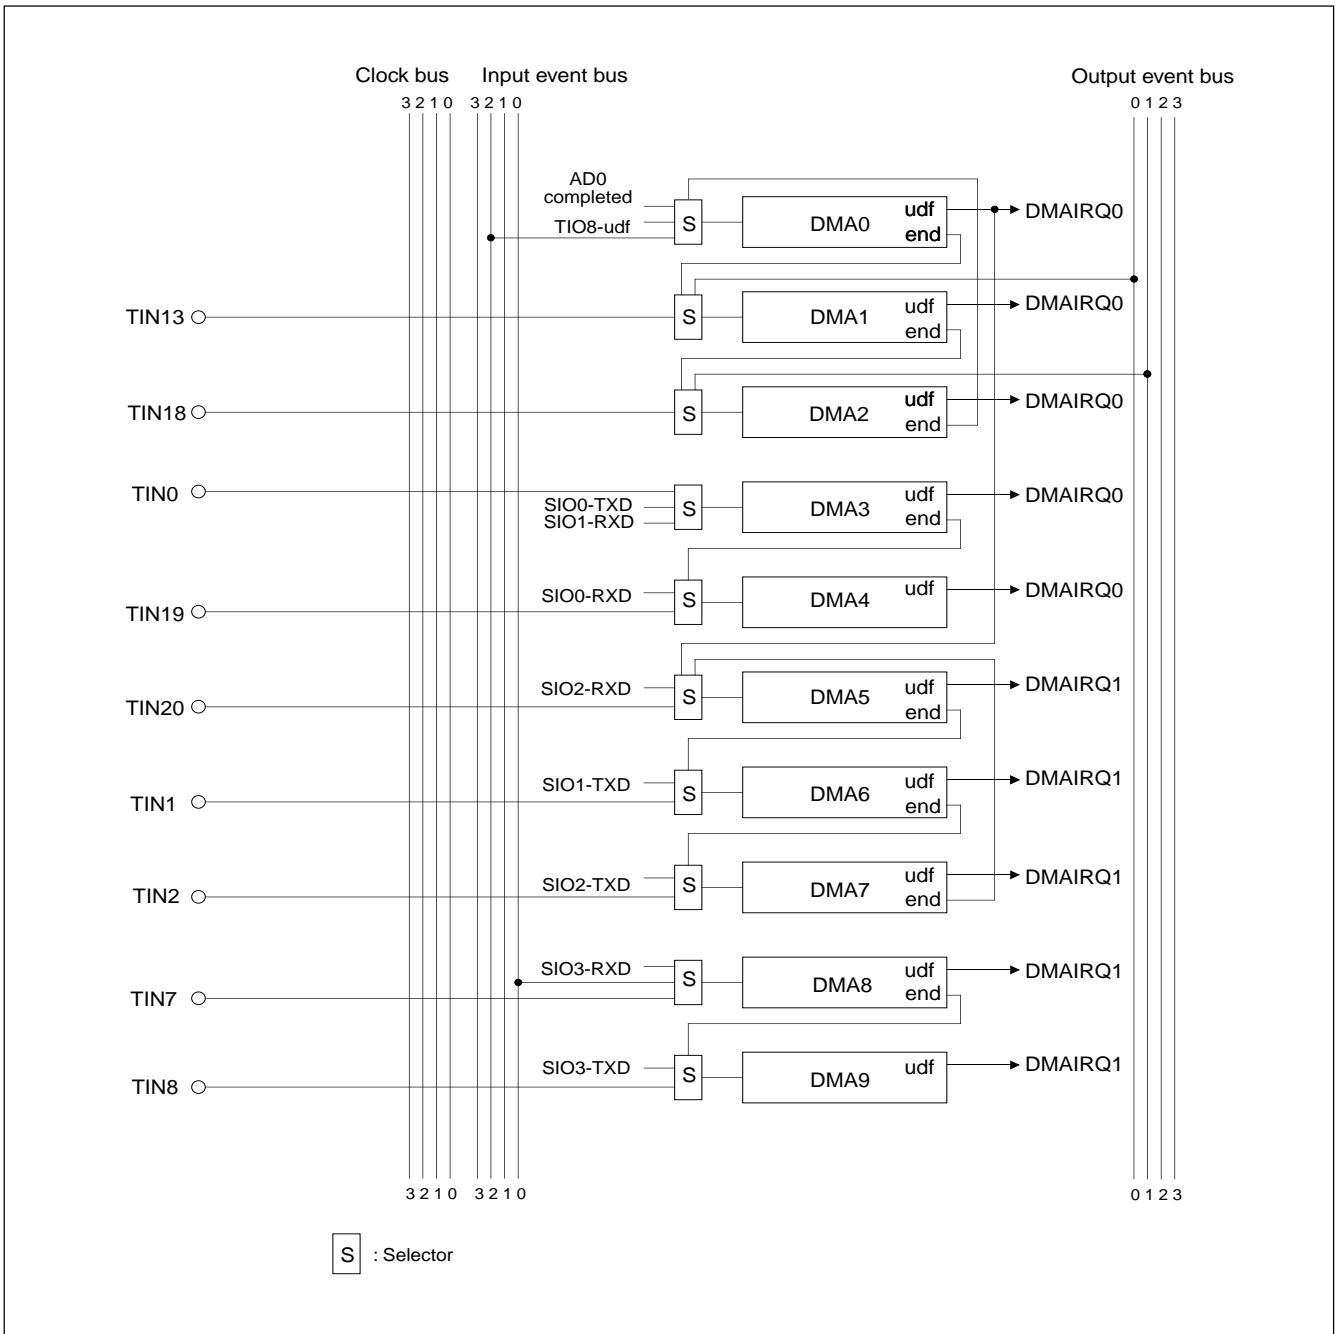 Clock bus Input event bus Output event bus
3 2 1 0 3 2 1 0 0 1 2 3
AD0
completed
TIO8-udf
S
DMA0
udf
end
DMAIRQ0
TIN13
S
DMA1
udf
end
DMAIRQ0
TIN18
S
DMA2
udf
end
DMAIRQ0
TIN0
SIO0-TXD
SIO1-RXD
S
DMA3
udf
end
DMAIRQ0
TIN19
SIO0-RXD
S
DMA4
udf
DMAIRQ0
TIN20
SIO2-RXD
S
DMA5
udf
end
DMAIRQ1
TIN1
SIO1-TXD
S
DMA6
udf
end
DMAIRQ1
TIN2
SIO2-TXD
S
DMA7
udf
end
DMAIRQ1
TIN7
SIO3-RXD
S
DMA8
udf
end
DMAIRQ1
TIN8
SIO3-TXD
S
DMA9
udf
DMAIRQ1
3 2 1 0 3 2 1 0 0 1 2 3
S : Selector